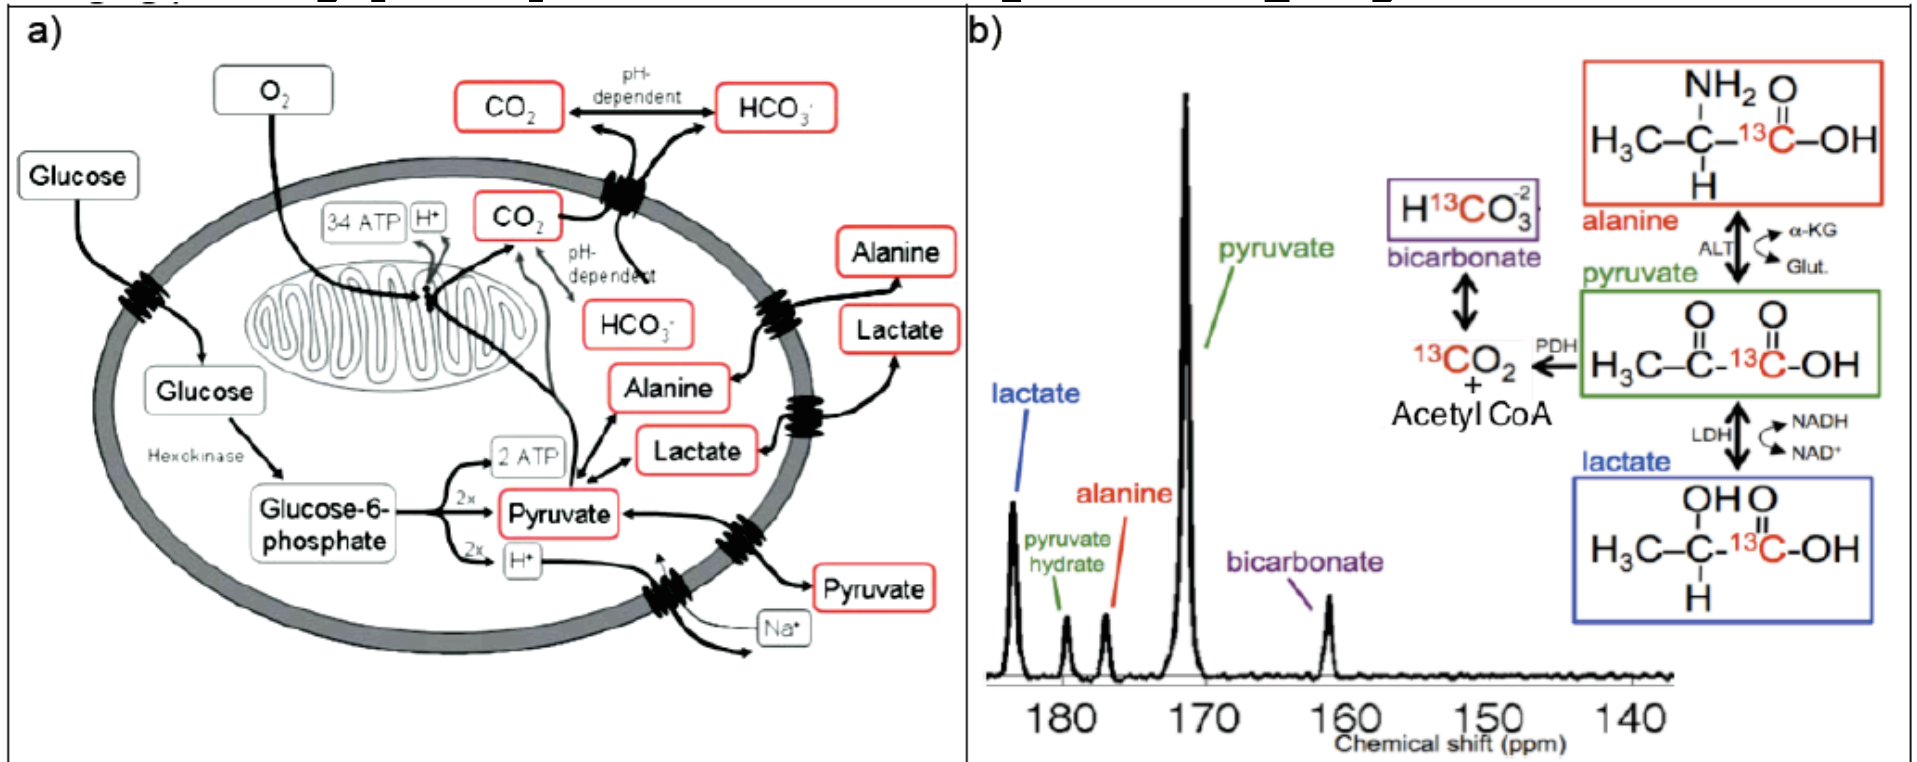 a)
O₂
Glucose
CO₂
pH-
dependent
HCO₃⁻
34 ATP
H⁺
CO₂
pH-
dependent
HCO₃⁻
Alanine
Lactate
Glucose
Hexokinase
Glucose-6-
phosphate
2 ATP
2x
2x
H⁺
Pyruvate
Alanine
Lactate
Pyruvate
Na⁺
b)
lactate
pyruvate
hydrate
alanine
pyruvate
bicarbonate
180 170 160 150 140
Chemical shift (ppm)
H¹³CO₃⁻²
bicarbonate
¹³CO₂
+
Acetyl CoA
PDH
NH₂ O
H₃C–C–¹³C–OH
H
alanine
ALT
α-KG
Glut.
pyruvate
O O
H₃C–C-¹³C-OH
LDH
NADH
NAD⁺
lactate
OH O
H₃C–C-¹³C-OH
H